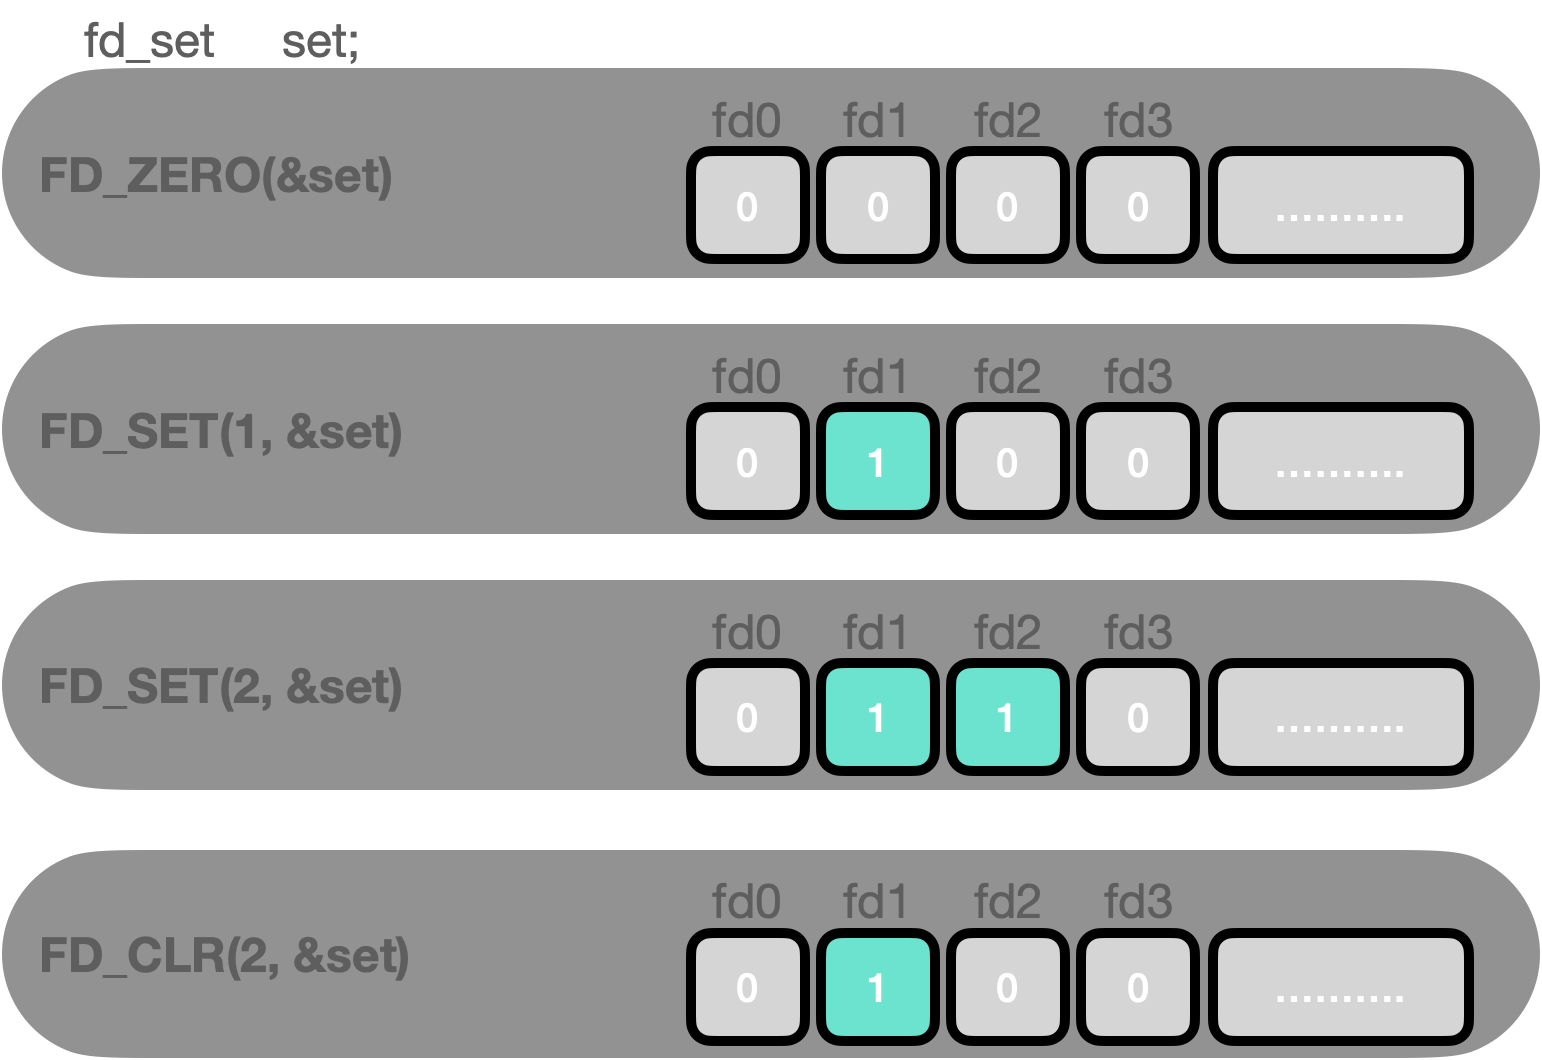 fd_set set;
fd0 fd1 fd2 fd3
FD_ZERO(&set) 0 0 0 0 ..........
fd0 fd1 fd2 fd3
FD_SET(1, &set) 0 1 0 0 ..........
fd0 fd1 fd2 fd3
FD_SET(2, &set) 0 1 1 0 ..........
fd0 fd1 fd2 fd3
FD_CLR(2, &set) 0 1 0 0 ..........